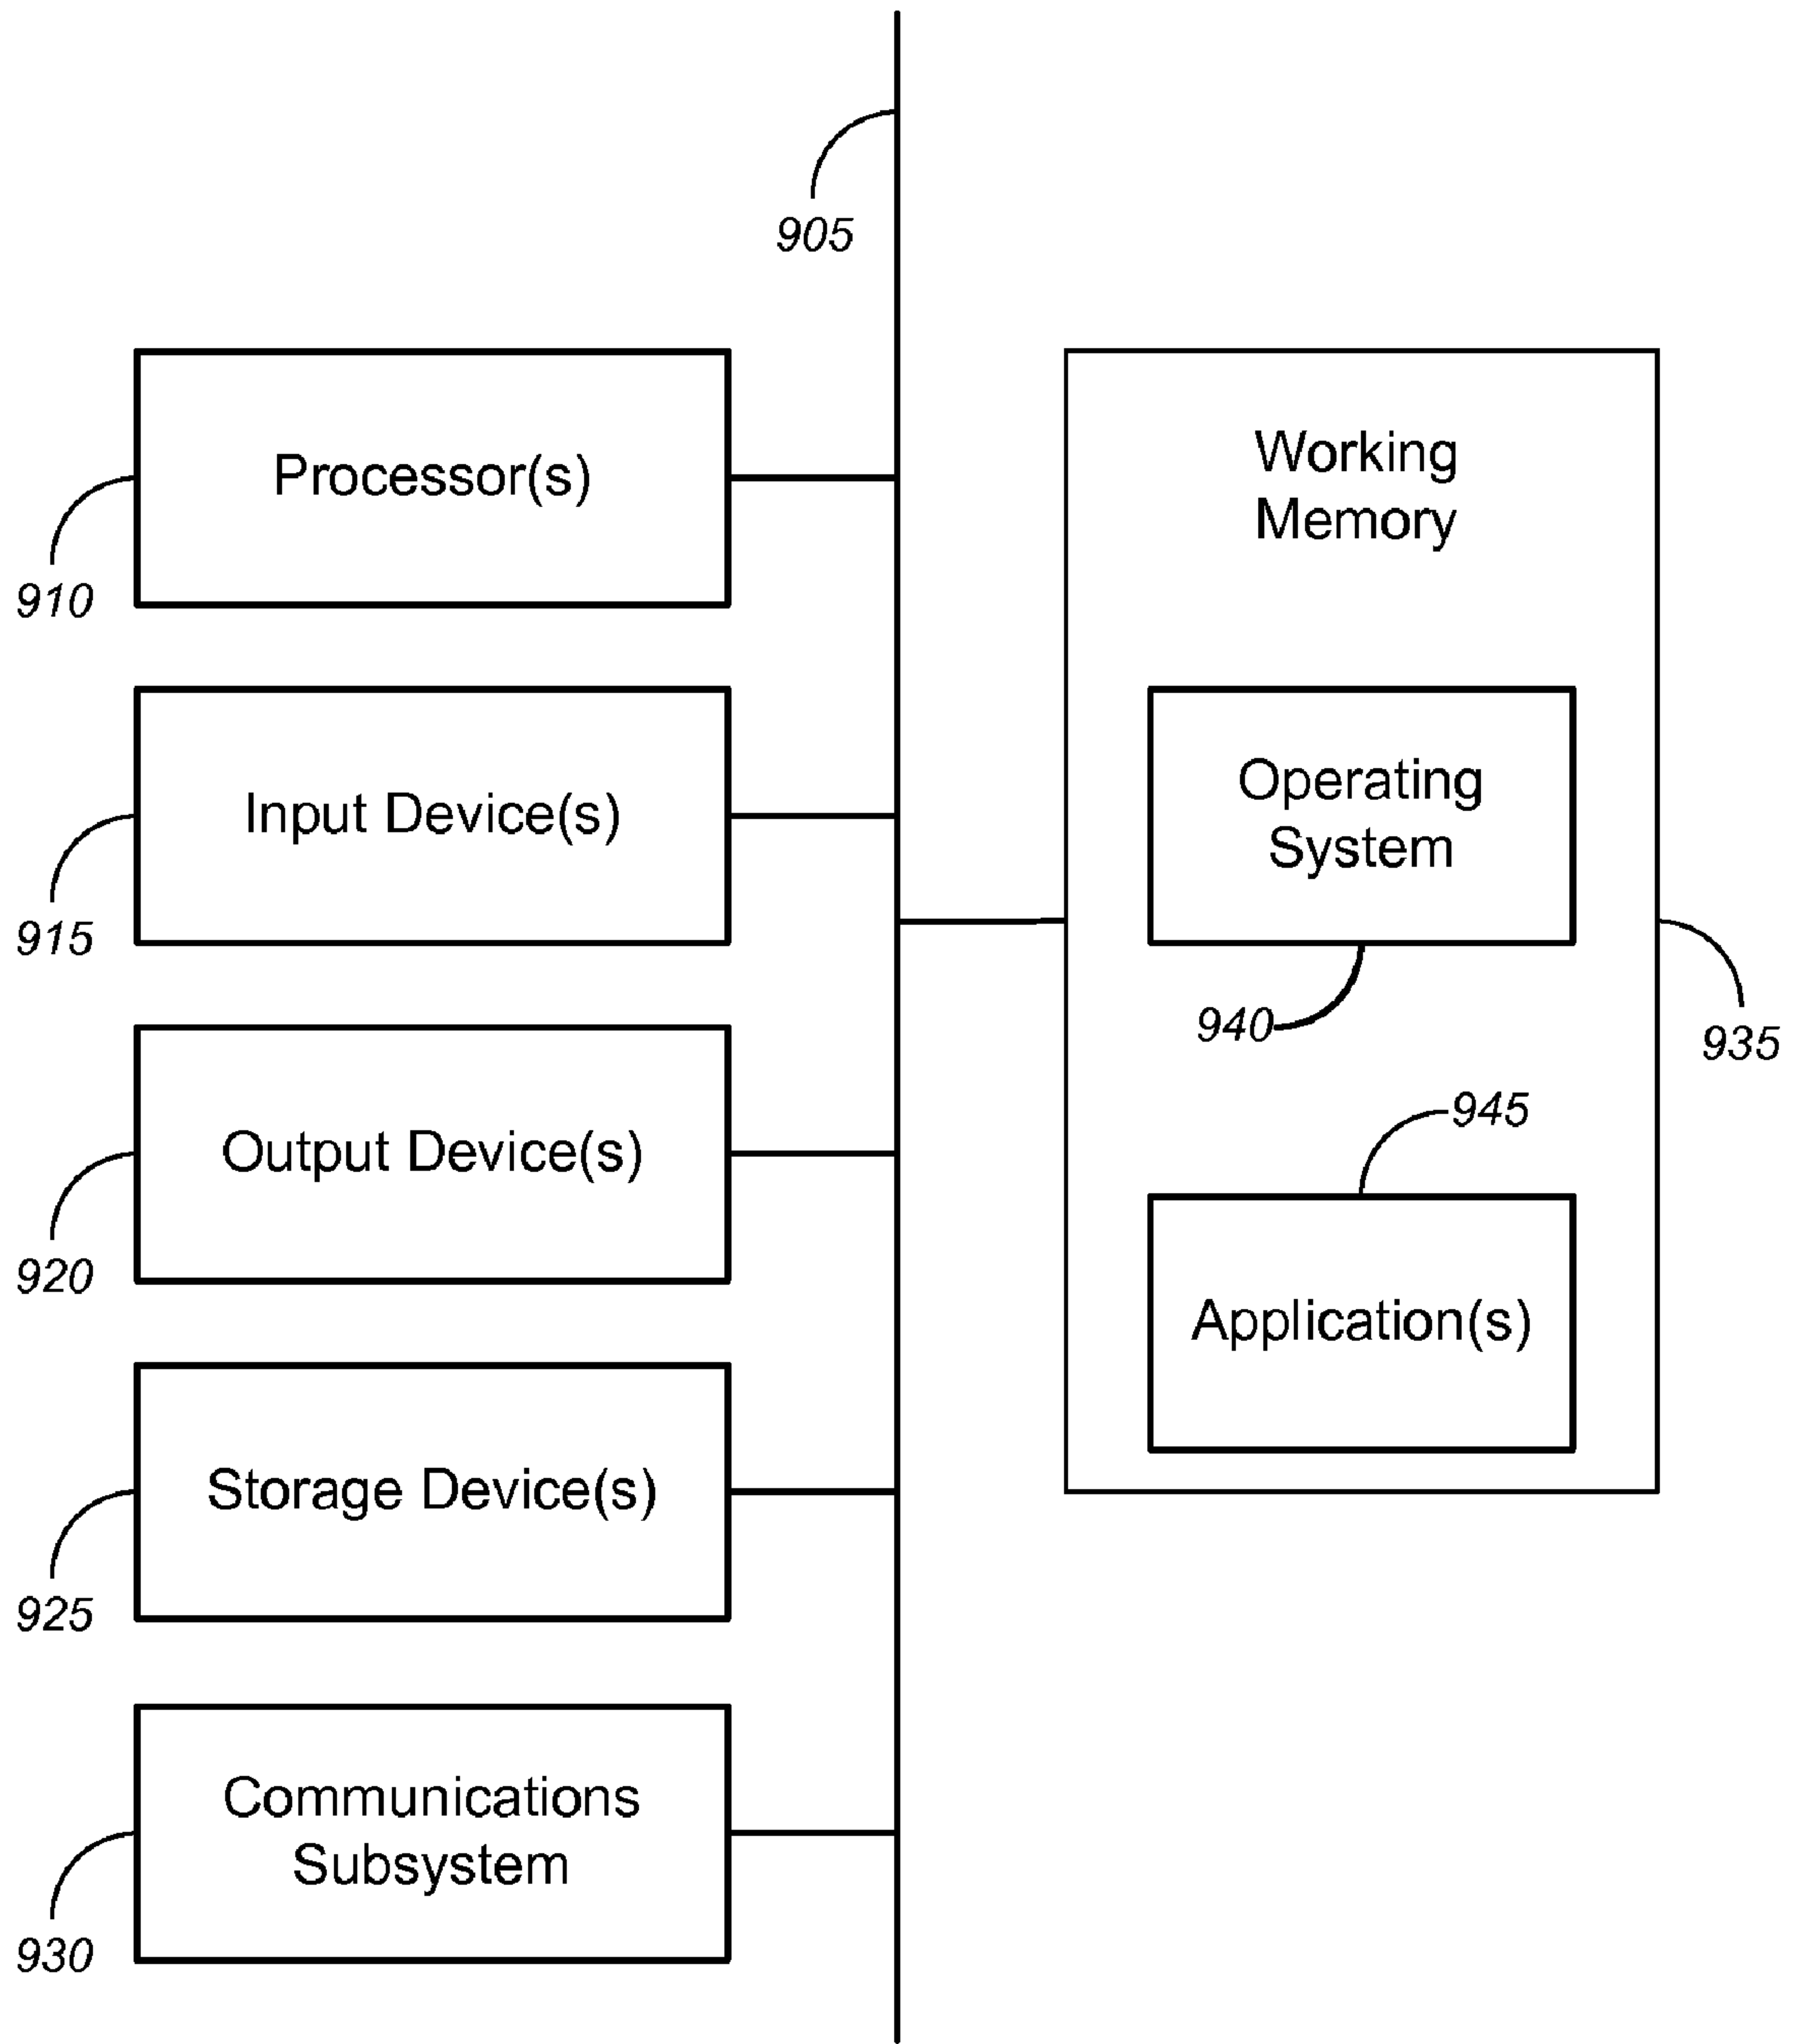 905
Processor(s)
910
Input Device(s)
915
Output Device(s)
920
Storage Device(s)
925
Communications
Subsystem
930
Working
Memory
Operating
System
940
935
945
Application(s)